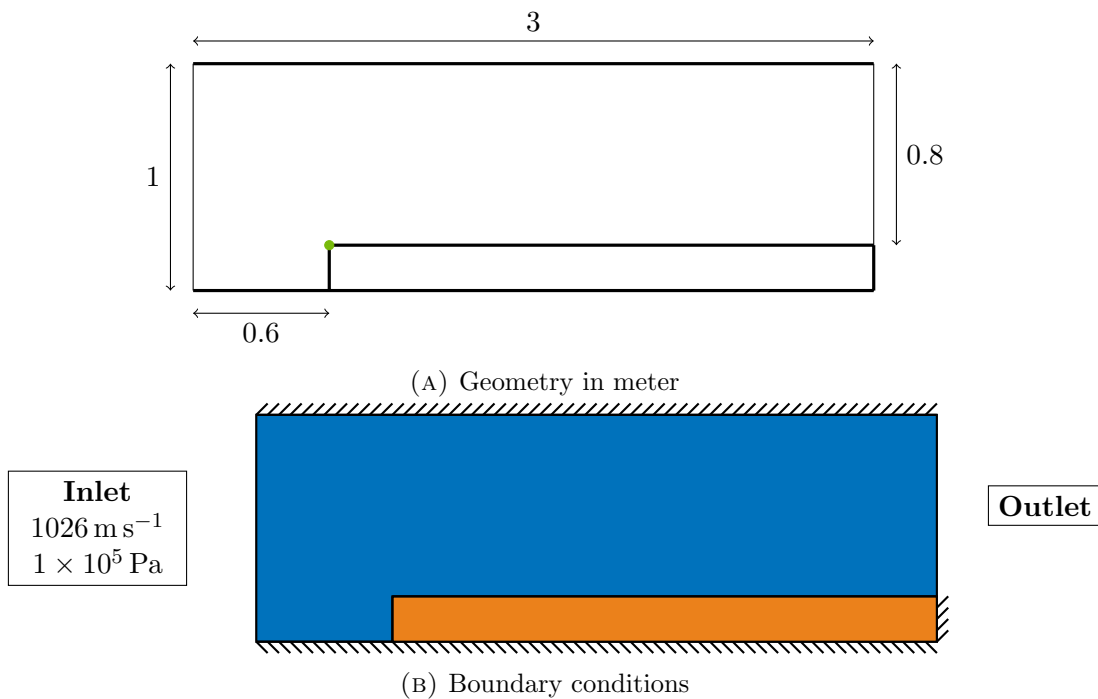 3
1
0.8
0.6
(A) Geometry in meter
Inlet
1026 m s⁻¹
1 × 10⁵ Pa
Outlet
(B) Boundary conditions